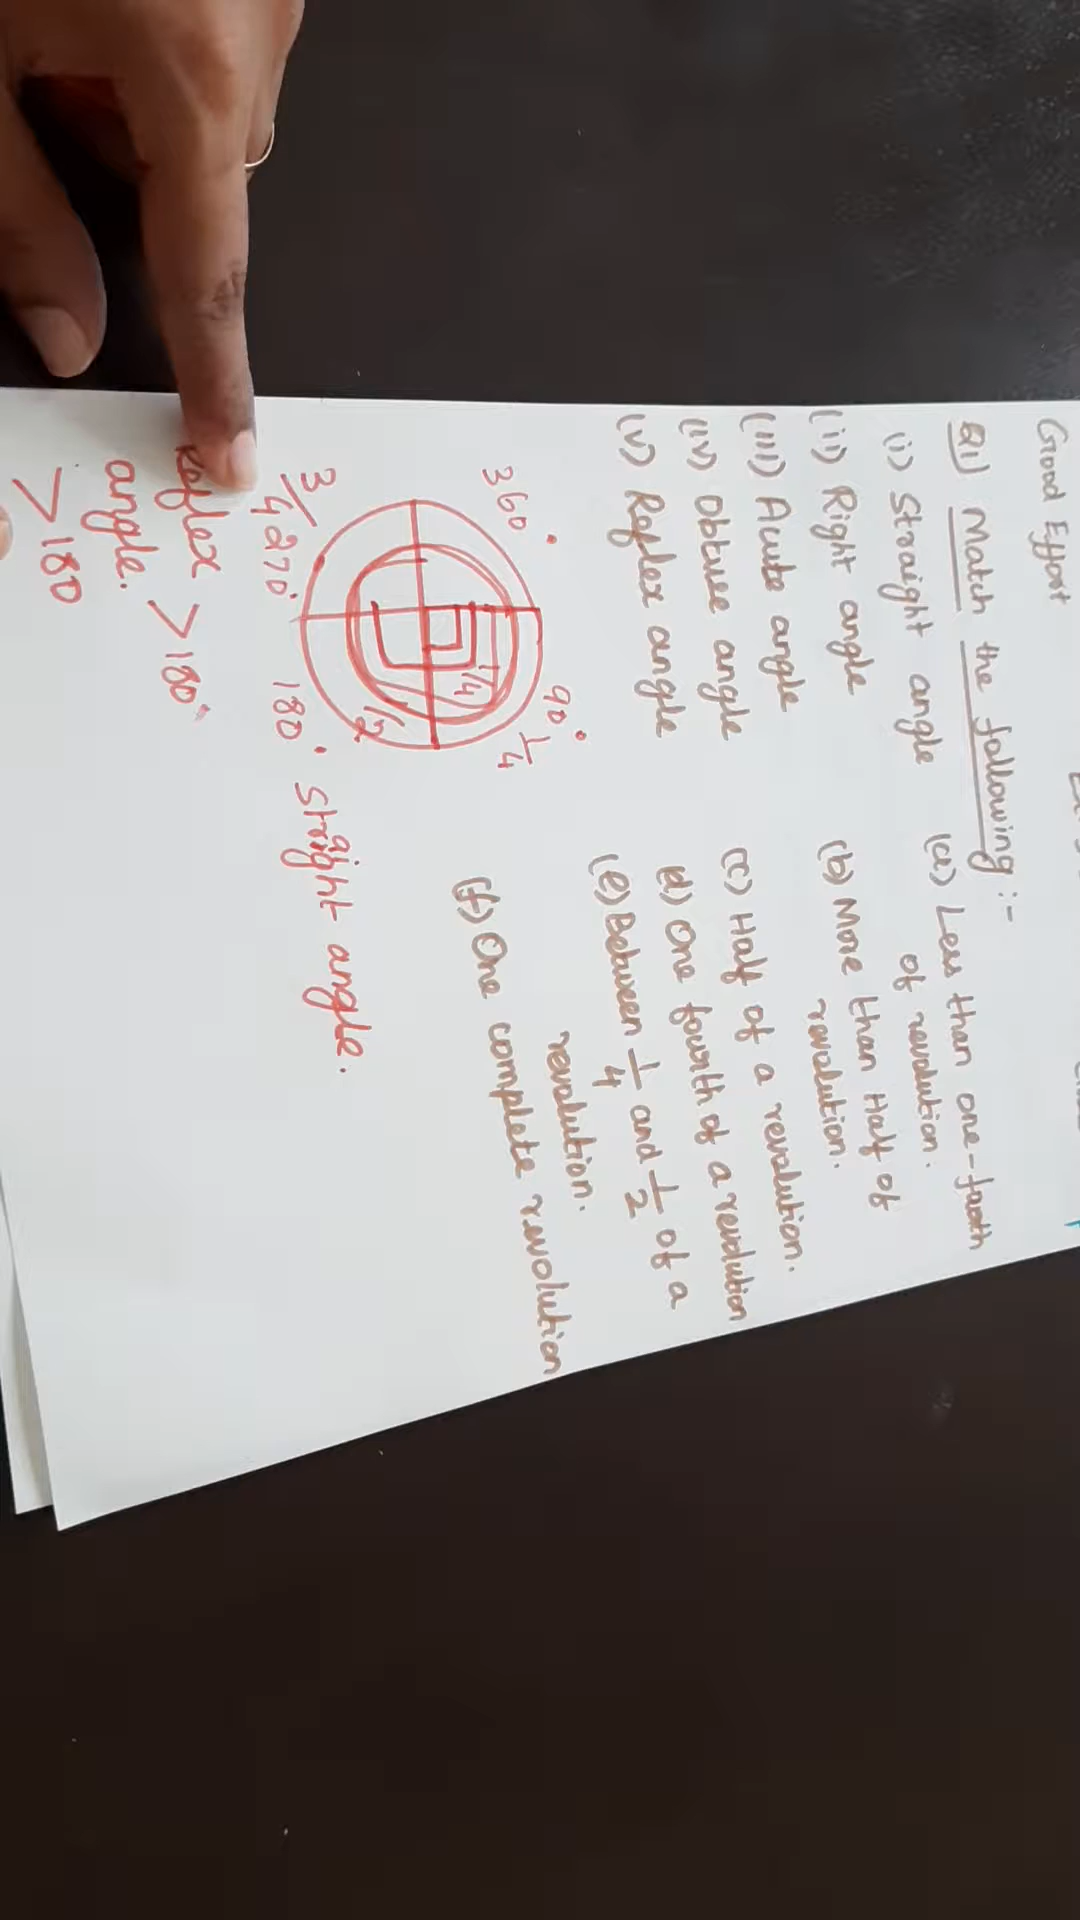 Good Effort
Q1) Match the following :-
(i) Straight angle
(a) Less than one-fourth
of revolution.
(ii) Right angle
(b) More than Half of
revolution.
(iii) Acute angle
(c) Half of a revolution.
(iv) Obtuse angle
(d) One fourth of a revolution
(v) Reflex angle
(e) Between 1/4 and 1/2 of a
revolution.
(f) One complete revolution
360°
90° 1/4
1/4
1/2
3/4 270°
180° straight angle.
Reflex > 180°
angle.
> 180